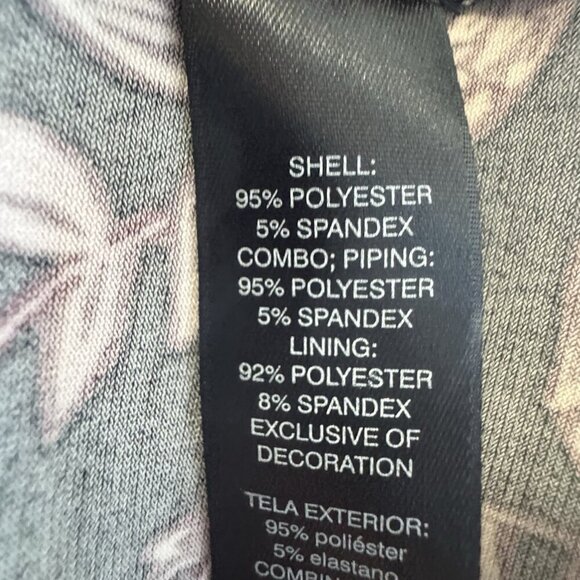 SHELL:
95% POLYESTER
5% SPANDEX
COMBO; PIPING:
95% POLYESTER
5% SPANDEX
LINING:
92% POLYESTER
8% SPANDEX
EXCLUSIVE OF
DECORATION
TELA EXTERIOR:
95% poliéster
5% elastano